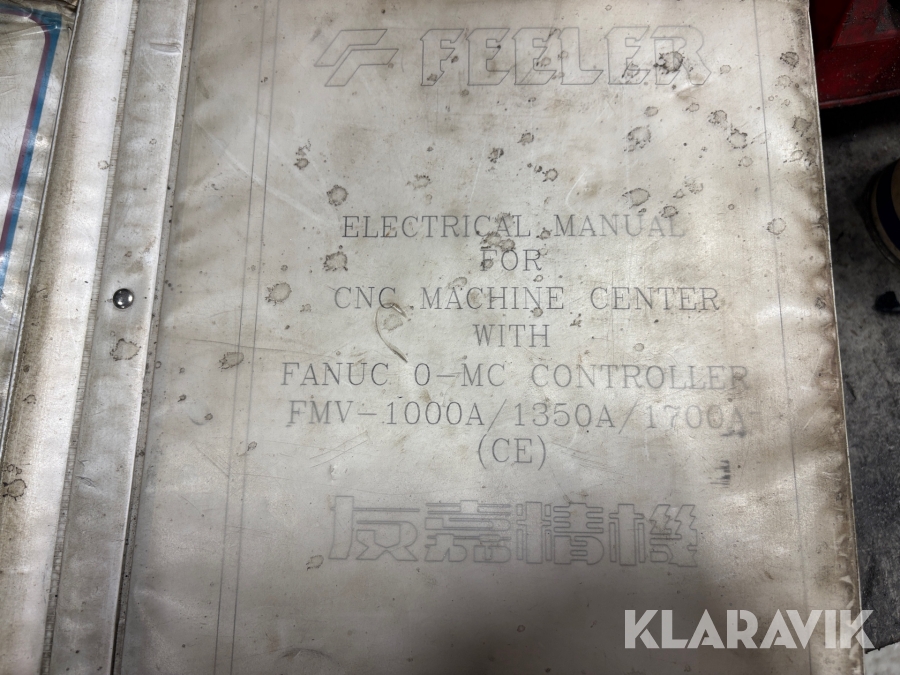 FEELER
ELECTRICAL MANUAL
FOR
CNC MACHINE CENTER
WITH
FANUC 0-MC CONTROLLER
FMV-1000A/1350A/1700A
(CE)
友嘉精機
KLARAVIK